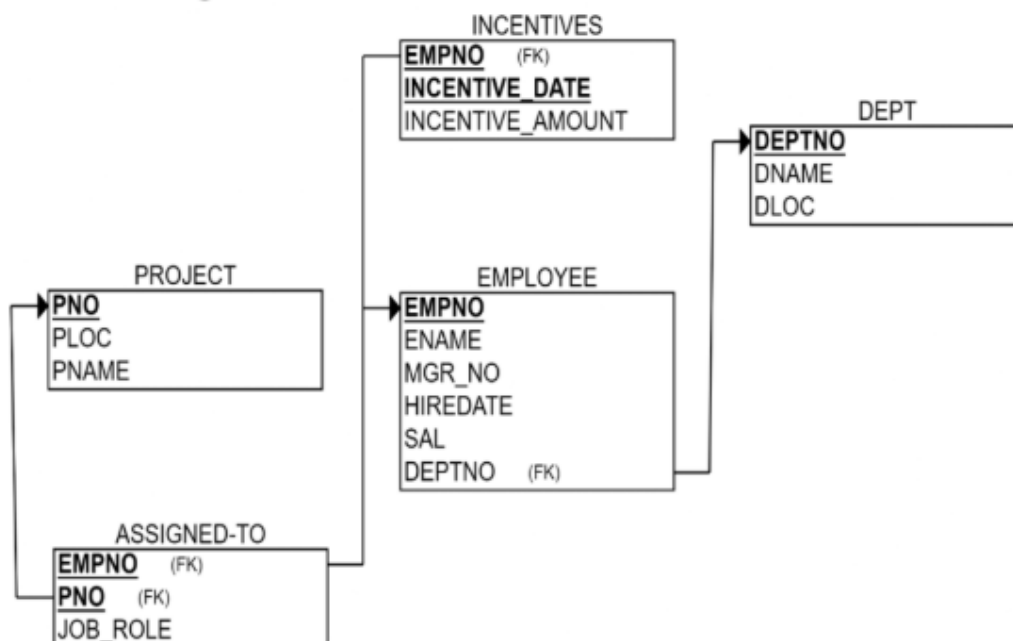 INCENTIVES
EMPNO (FK)
INCENTIVE_DATE
INCENTIVE_AMOUNT
DEPT
DEPTNO
DNAME
DLOC
PROJECT
PNO
PLOC
PNAME
EMPLOYEE
EMPNO
ENAME
MGR_NO
HIREDATE
SAL
DEPTNO (FK)
ASSIGNED-TO
EMPNO (FK)
PNO (FK)
JOB_ROLE